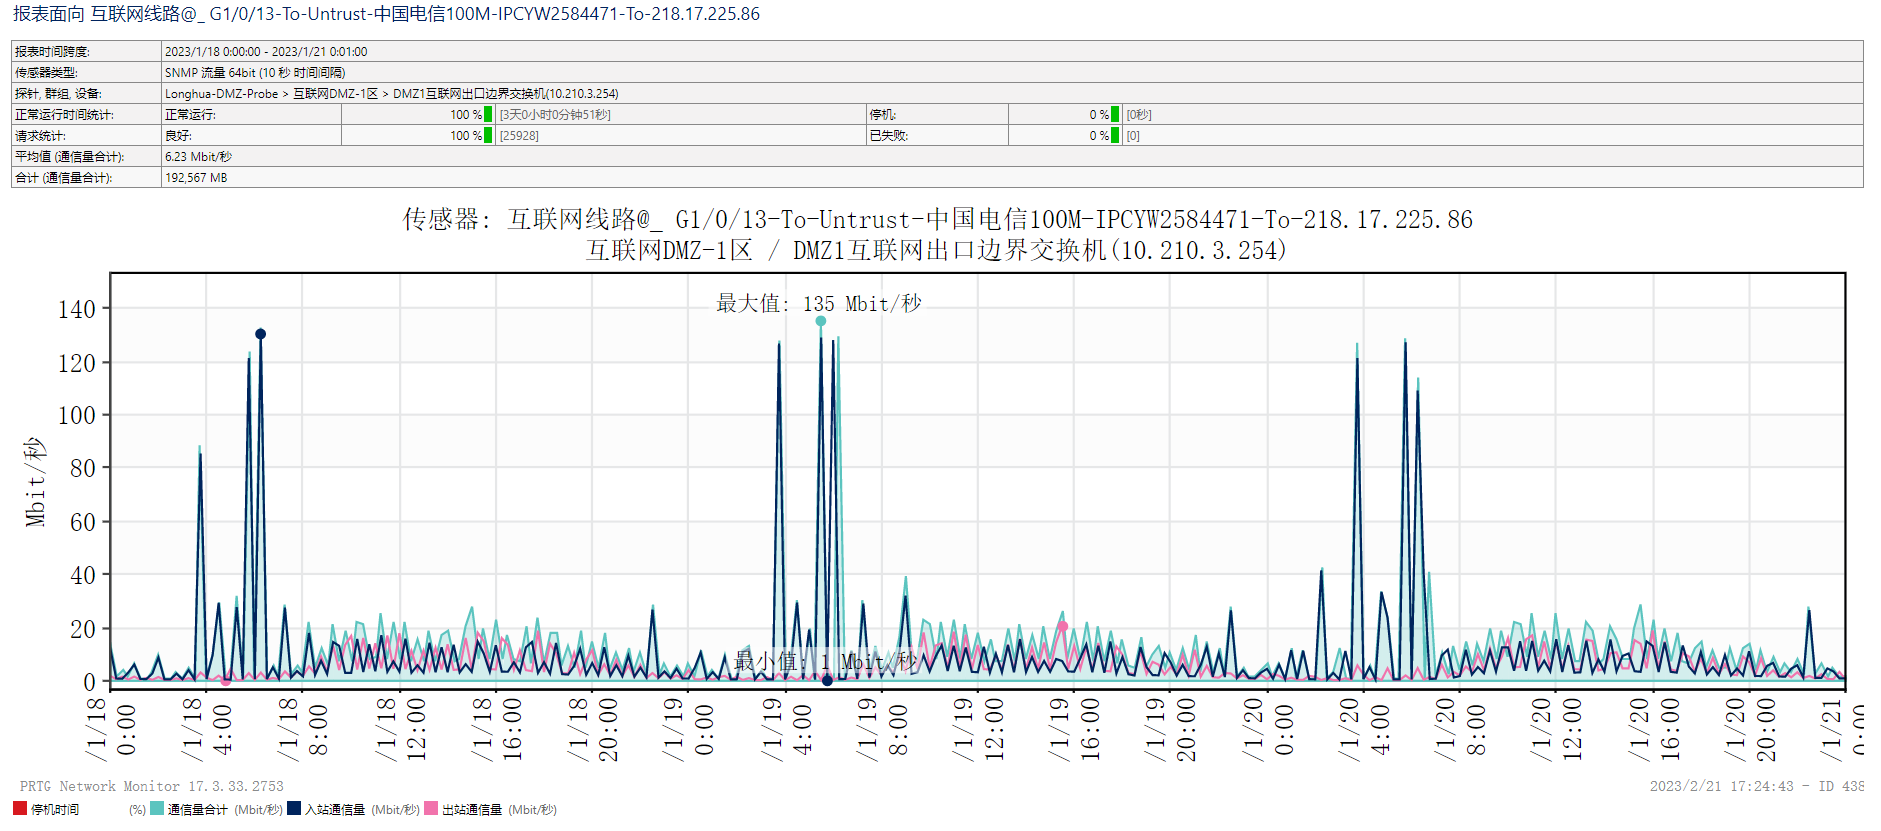 报表面向 互联网线路@_ G1/0/13-To-Untrust-中国电信100M-IPCYW2584471-To-218.17.225.86
报表时间跨度: 2023/1/18 0:00:00 - 2023/1/21 0:01:00
传感器类型: SNMP 流量 64bit (10 秒 时间间隔)
探针, 群组, 设备: Longhua-DMZ-Probe > 互联网DMZ-1区 > DMZ1互联网出口边界交换机(10.210.3.254)
正常运行时间统计: 正常运行: 100 % [3天0小时0分钟51秒] 停机: 0 % [0秒]
请求统计: 良好: 100 % [25928] 已失败: 0 % [0]
平均值 (通信量合计): 6.23 Mbit/秒
合计 (通信量合计): 192,567 MB
传感器: 互联网线路@_ G1/0/13-To-Untrust-中国电信100M-IPCYW2584471-To-218.17.225.86
互联网DMZ-1区 / DMZ1互联网出口边界交换机(10.210.3.254)
最大值: 135 Mbit/秒
140
120
100
80
60
40
20
0
Mbit/秒
最小值: 1 Mbit/秒
/1/18 0:00
/1/18 4:00
/1/18 8:00
/1/18 12:00
/1/18 16:00
/1/18 20:00
/1/19 0:00
/1/19 4:00
/1/19 8:00
/1/19 12:00
/1/19 16:00
/1/19 20:00
/1/20 0:00
/1/20 4:00
/1/20 8:00
/1/20 12:00
/1/20 16:00
/1/20 20:00
/1/21 0:00
PRTG Network Monitor 17.3.33.2753
2023/2/21 17:24:43 - ID 438
停机时间 (%) 通信量合计 (Mbit/秒) 入站通信量 (Mbit/秒) 出站通信量 (Mbit/秒)